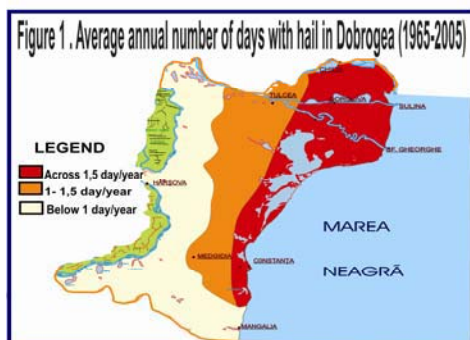 Figure 1 . Average annual number of days with hail in Dobrogea (1965-2005)
TULCEA
SULINA
SF. GHEORGHE
LEGEND
Across 1,5 day/year
1- 1,5 day/year
Below 1 day/year
HARSOVA
MAREA
NEAGRĂ
MEDGIDIA
CONSTANȚA
MANGALIA